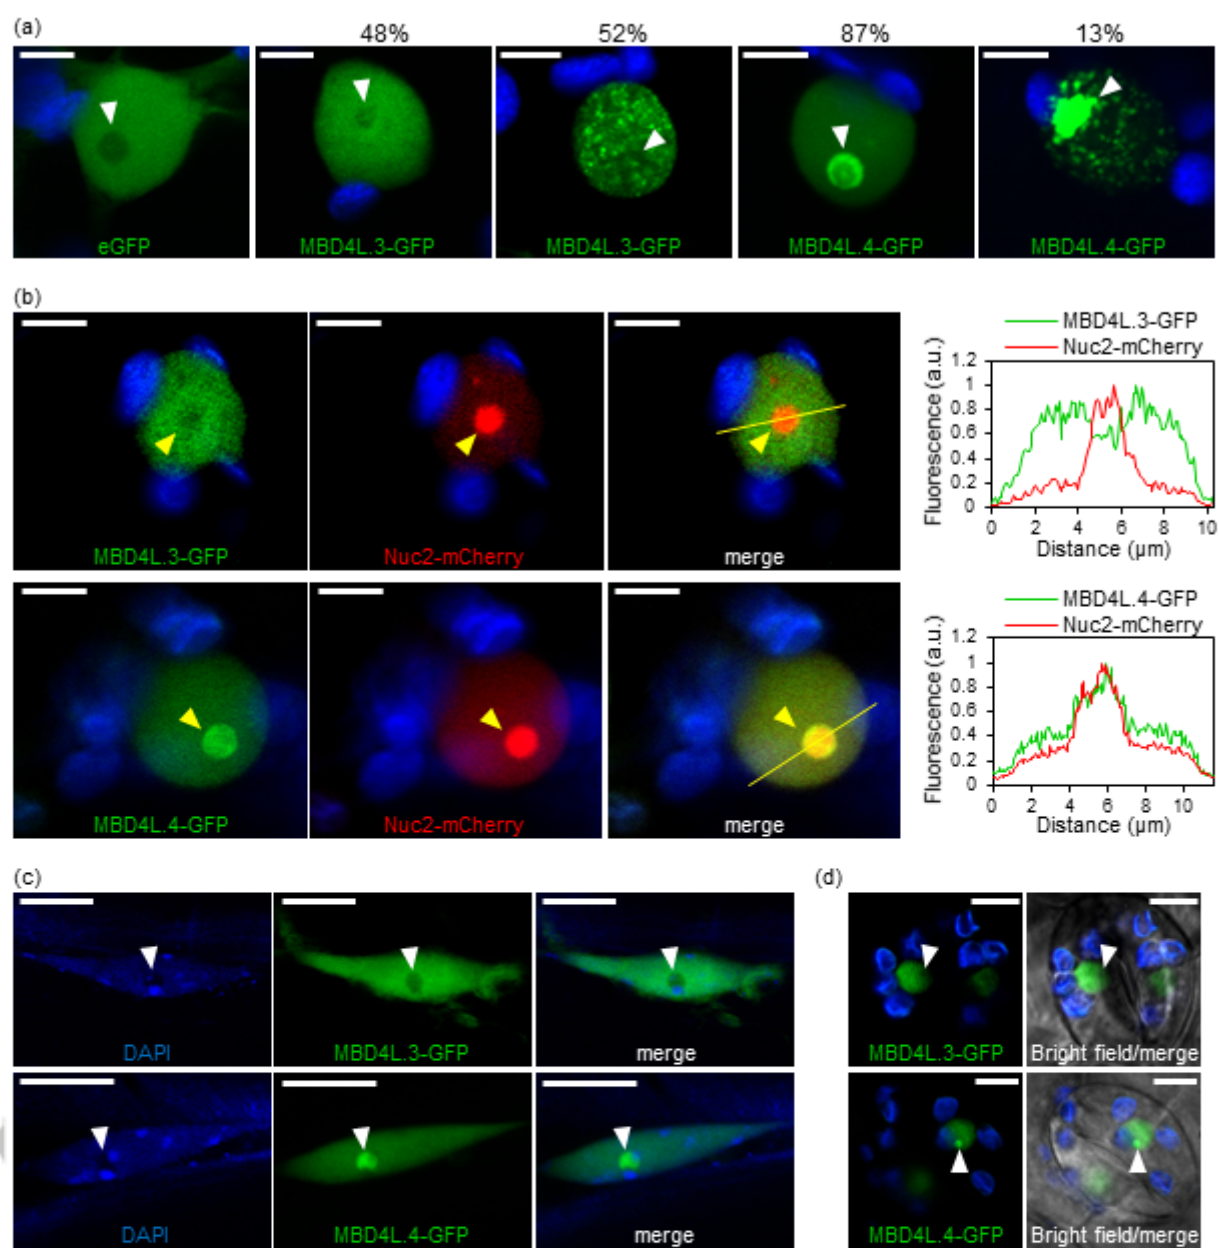 (a)
48% 52% 87% 13%
eGFP MBD4L.3-GFP MBD4L.3-GFP MBD4L.4-GFP MBD4L.4-GFP
(b)
MBD4L.3-GFP Nuc2-mCherry merge
MBD4L.3-GFP
Nuc2-mCherry
Fluorescence (a.u.)
1.2
1
0.8
0.6
0.4
0.2
0
0 2 4 6 8 10
Distance (µm)
MBD4L.4-GFP Nuc2-mCherry merge
MBD4L.4-GFP
Nuc2-mCherry
Fluorescence (a.u.)
1.2
1
0.8
0.6
0.4
0.2
0
0 2 4 6 8 10
Distance (µm)
(c)
DAPI MBD4L.3-GFP merge
DAPI MBD4L.4-GFP merge
(d)
MBD4L.3-GFP Bright field/merge
MBD4L.4-GFP Bright field/merge